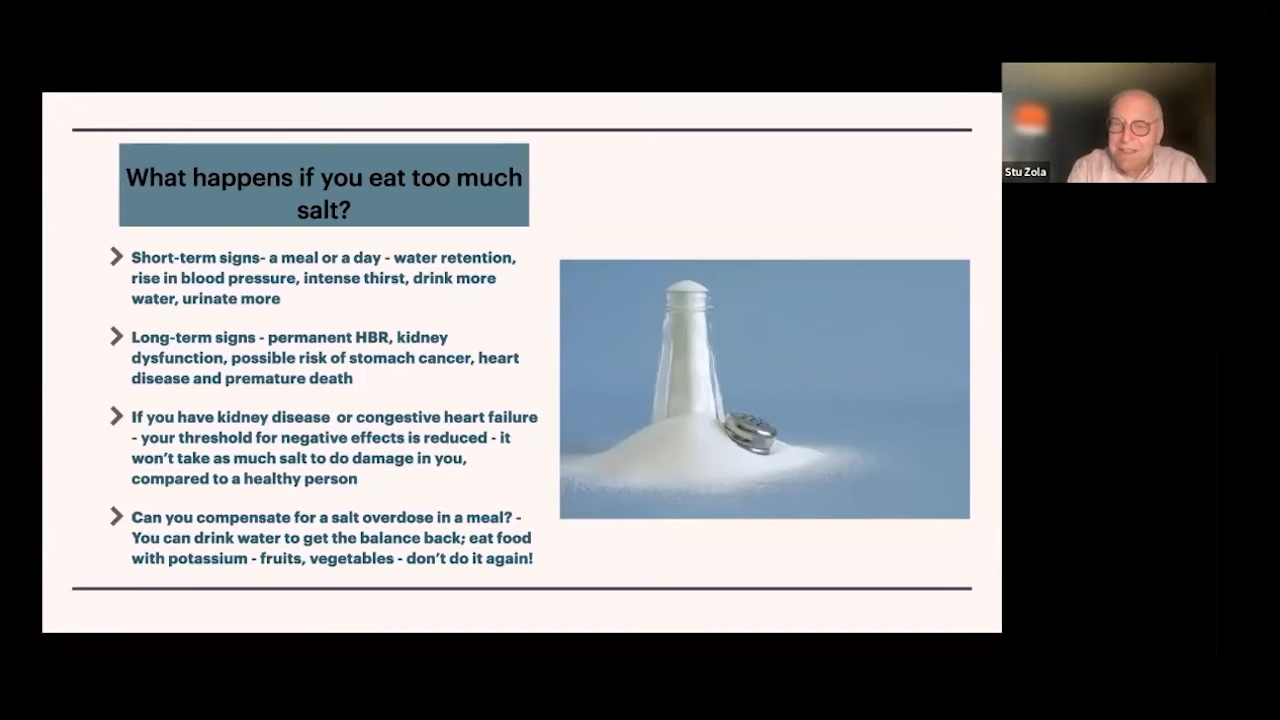 What happens if you eat too much
salt?
Short-term signs- a meal or a day - water retention,
rise in blood pressure, intense thirst, drink more
water, urinate more
Long-term signs - permanent HBR, kidney
dysfunction, possible risk of stomach cancer, heart
disease and premature death
If you have kidney disease or congestive heart failure
- your threshold for negative effects is reduced - it
won't take as much salt to do damage in you,
compared to a healthy person
Can you compensate for a salt overdose in a meal? -
You can drink water to get the balance back; eat food
with potassium - fruits, vegetables - don't do it again!
Stu Zola